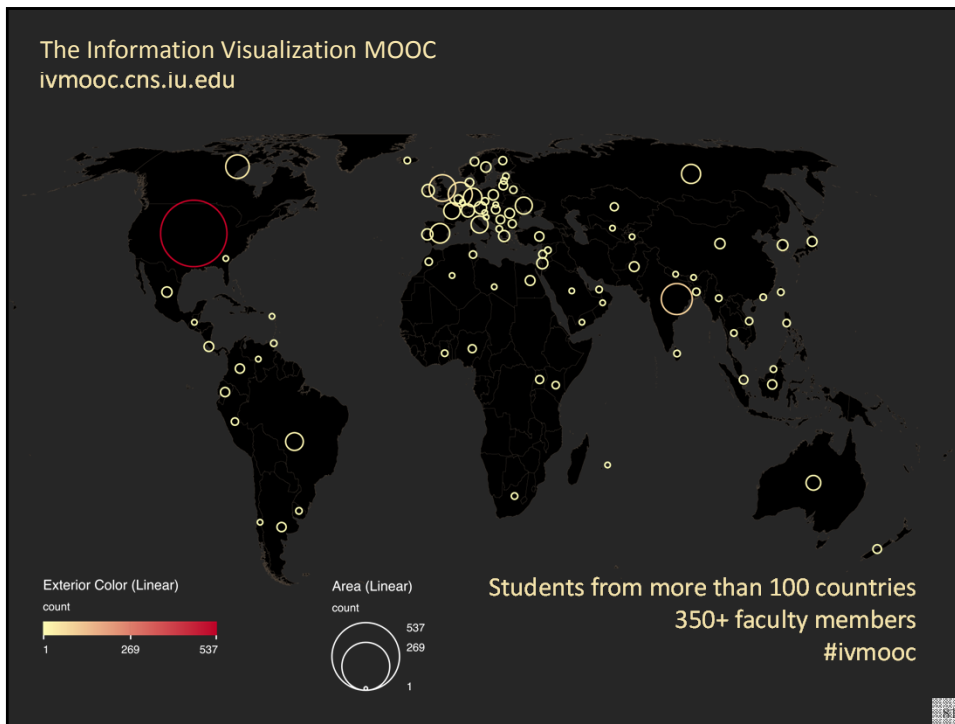 The Information Visualization MOOC
ivmooc.cns.iu.edu
Exterior Color (Linear)
count
1 269 537
Area (Linear)
count
537
269
1
Students from more than 100 countries
350+ faculty members
#ivmooc
81